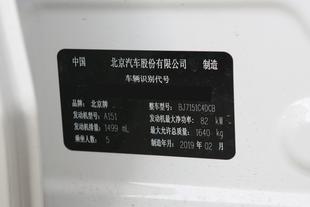 中国 北京汽车股份有限公司 制造
车辆识别代号
品牌: 北京牌 整车型号: BJ7151C4DCB
发动机型号: A151 发动机最大净功率: 82 kW
发动机排量: 1499 mL 最大允许总质量: 1640 kg
乘坐人数: 5 制造年月: 2019 年 02 月